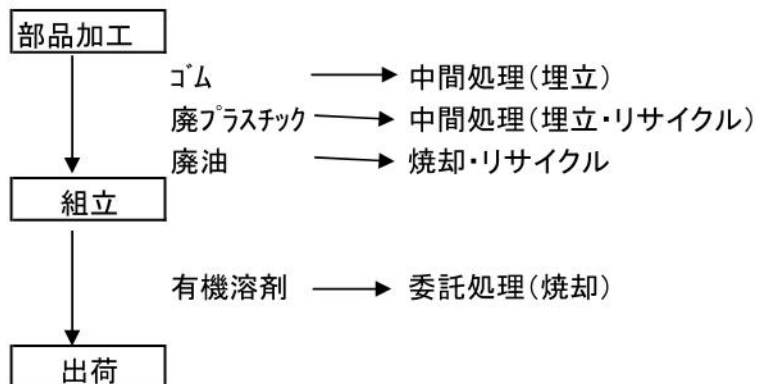 部品加工
ｺﾞﾑ 中間処理(埋立)
廃ﾌﾟﾗｽﾁｯｸ 中間処理(埋立・リサイクル)
廃油 焼却・リサイクル
組立
有機溶剤 委託処理(焼却)
出荷